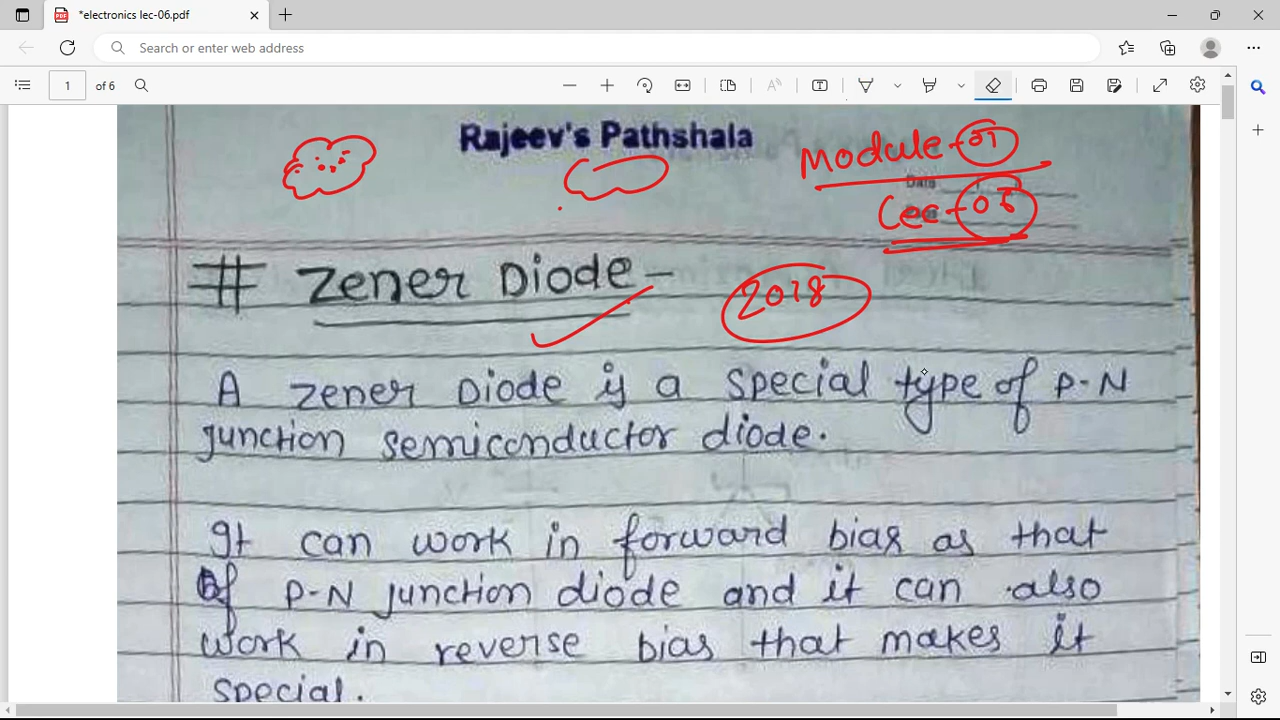 *electronics lec-06.pdf
Search or enter web address
1 of 6
Rajeev's Pathshala
Module - 01
Date
Lec - 06
# Zener Diode -
2018
A zener Diode is a special type of P-N
junction semiconductor diode.
It can work in forward bias as that
Of P-N junction diode and it can also
work in reverse bias that makes it
special.